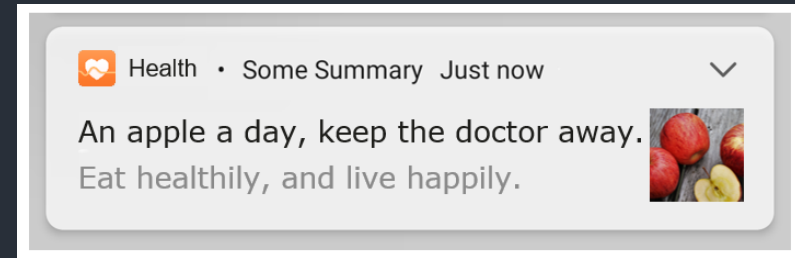 Health • Some Summary Just now
An apple a day, keep the doctor away.
Eat healthily, and live happily.